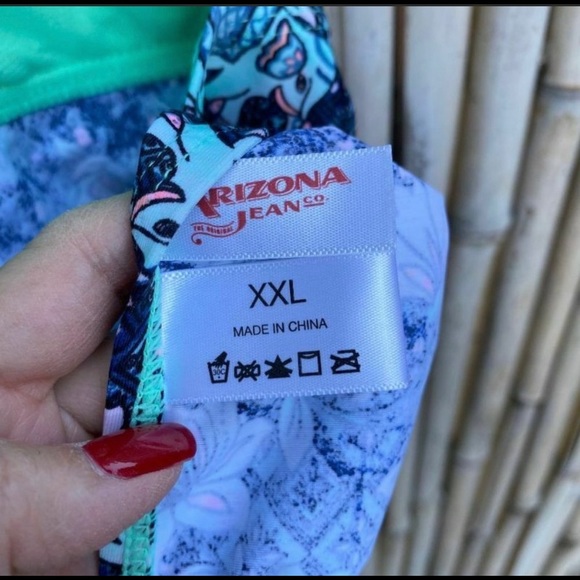 ARIZONA
JEAN CO.
THE ORIGINAL
XXL
MADE IN CHINA